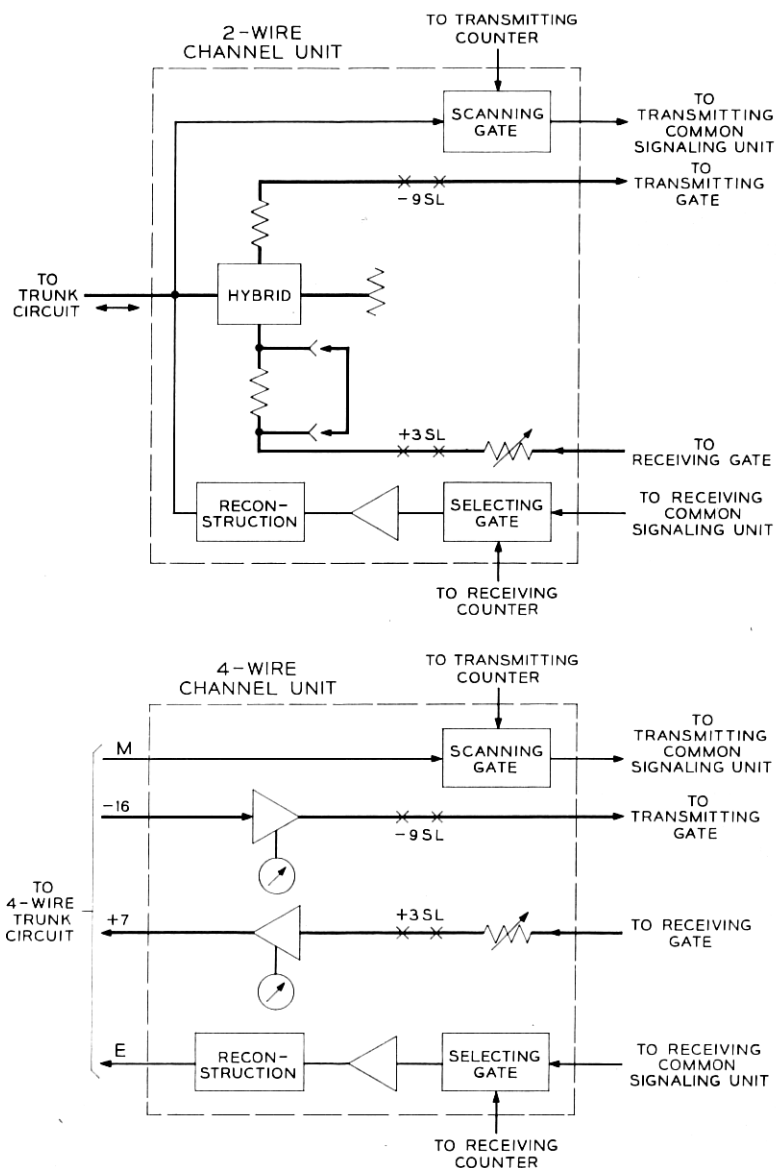 2-WIRE
CHANNEL UNIT
TO TRANSMITTING
COUNTER
SCANNING
GATE
TO
TRANSMITTING
COMMON
SIGNALING UNIT
TO
TRANSMITTING
GATE
-9SL
TO
TRUNK
CIRCUIT
HYBRID
+3SL
TO
RECEIVING GATE
RECON-
STRUCTION
SELECTING
GATE
TO RECEIVING
COMMON
SIGNALING UNIT
TO RECEIVING
COUNTER
4-WIRE
CHANNEL UNIT
TO TRANSMITTING
COUNTER
M
SCANNING
GATE
TO
TRANSMITTING
COMMON
SIGNALING UNIT
-16
-9SL
TO
TRANSMITTING
GATE
TO
4-WIRE
TRUNK
CIRCUIT
+7
+3SL
TO RECEIVING
GATE
E
RECON-
STRUCTION
SELECTING
GATE
TO RECEIVING
COMMON
SIGNALING UNIT
TO RECEIVING
COUNTER